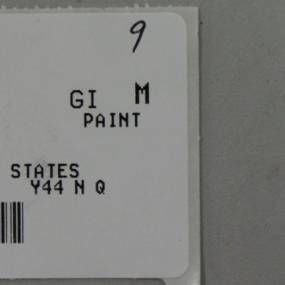 9
GI M
PAINT
STATES
Y44 N Q